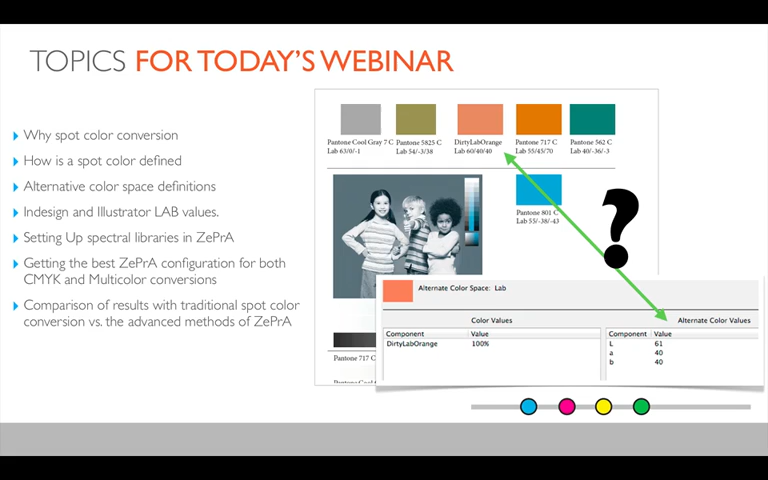 TOPICS FOR TODAY'S WEBINAR
Why spot color conversion
How is a spot color defined
Alternative color space definitions
Indesign and Illustrator LAB values.
Setting Up spectral libraries in ZePrA
Getting the best ZePrA configuration for both
CMYK and Multicolor conversions
Comparison of results with traditional spot color
conversion vs. the advanced methods of ZePrA
Pantone Cool Gray 7 C
Lab 63/0/-1
Pantone 5825 C
Lab 54/-3/38
DirtyLabOrange
Lab 60/40/40
Pantone 717 C
Lab 55/45/70
Pantone 562 C
Lab 40/-36/-3
Pantone 801 C
Lab 55/-38/-43
?
Alternate Color Space: Lab
Color Values
Alternate Color Values
Component Value
Component Value
DirtyLabOrange 100%
L 61
a 40
b 40
Pantone 717 C